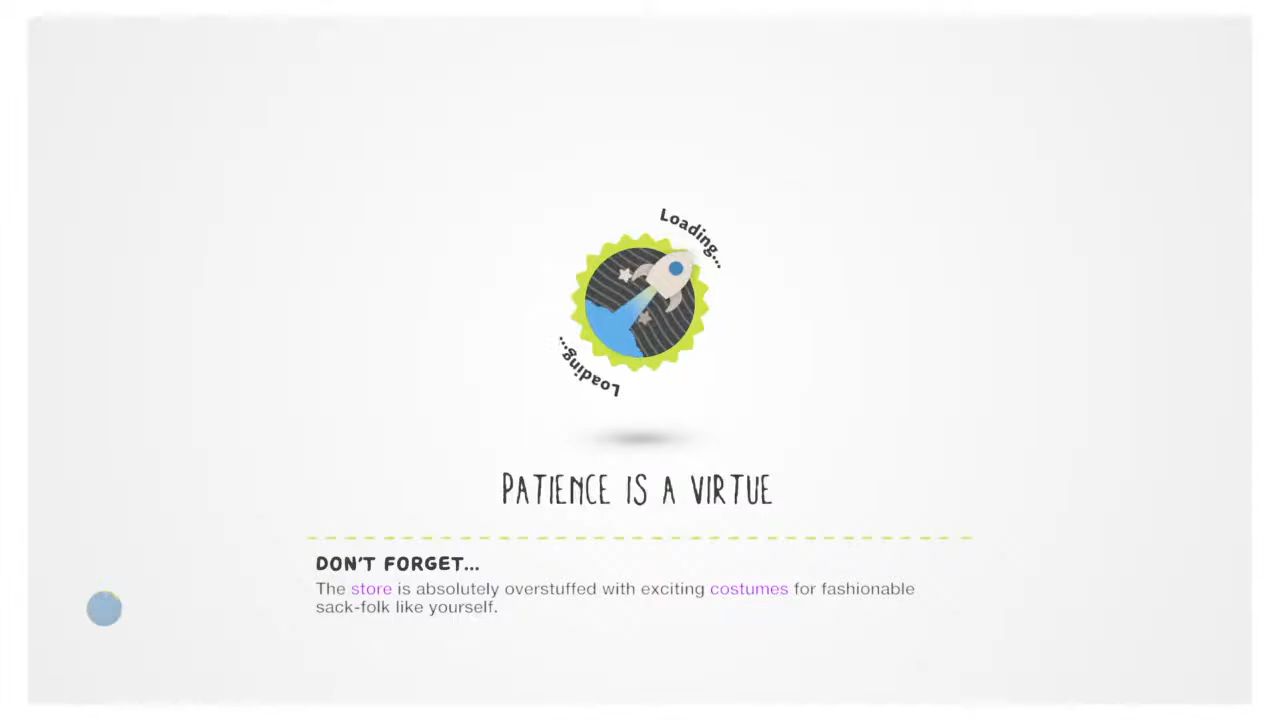 Loading...
Loading...
PATIENCE IS A VIRTUE
DON'T FORGET...
The store is absolutely overstuffed with exciting costumes for fashionable
sack-folk like yourself.